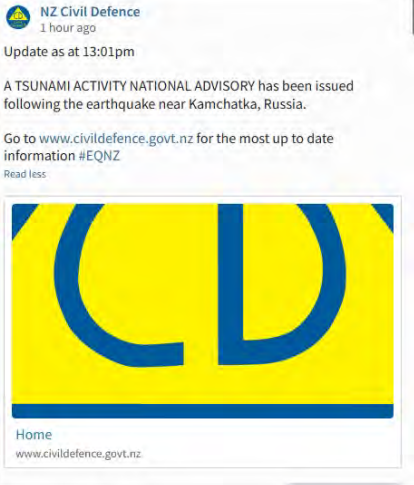 NZ Civil Defence
1 hour ago
Update as at 13:01pm
A TSUNAMI ACTIVITY NATIONAL ADVISORY has been issued
following the earthquake near Kamchatka, Russia.
Go to www.civildefence.govt.nz for the most up to date
information #EQNZ
Read less
CD
Home
www.civildefence.govt.nz